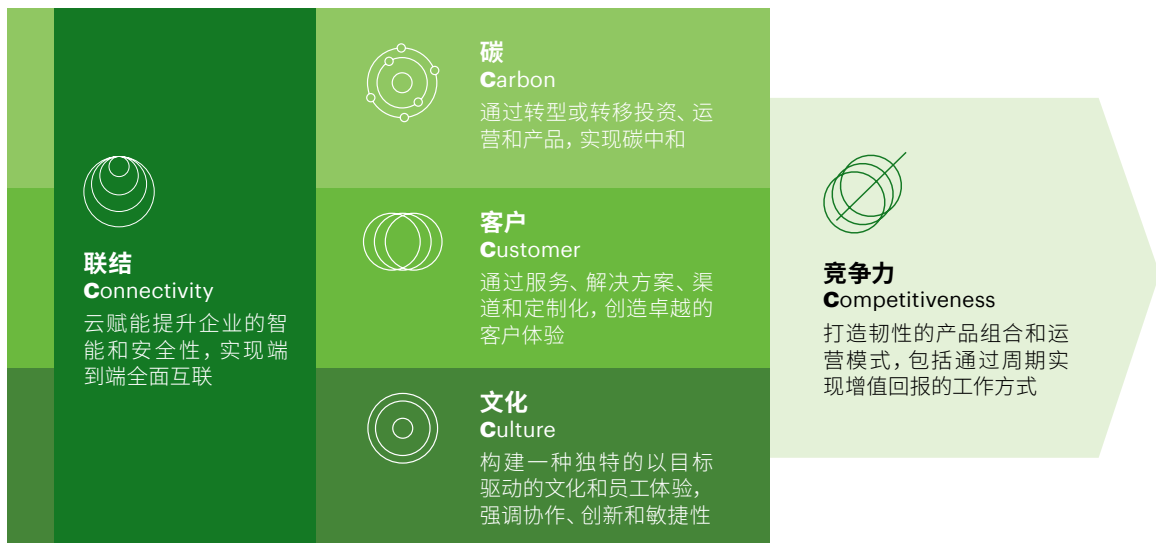 联结
Connectivity
云赋能提升企业的智
能和安全性，实现端
到端全面互联
碳
Carbon
通过转型或转移投资、运
营和产品，实现碳中和
客户
Customer
通过服务、解决方案、渠
道和定制化，创造卓越的
客户体验
文化
Culture
构建一种独特的以目标
驱动的文化和员工体验，
强调协作、创新和敏捷性
竞争力
Competitiveness
打造韧性的产品组合和运
营模式，包括通过周期实
现增值回报的工作方式